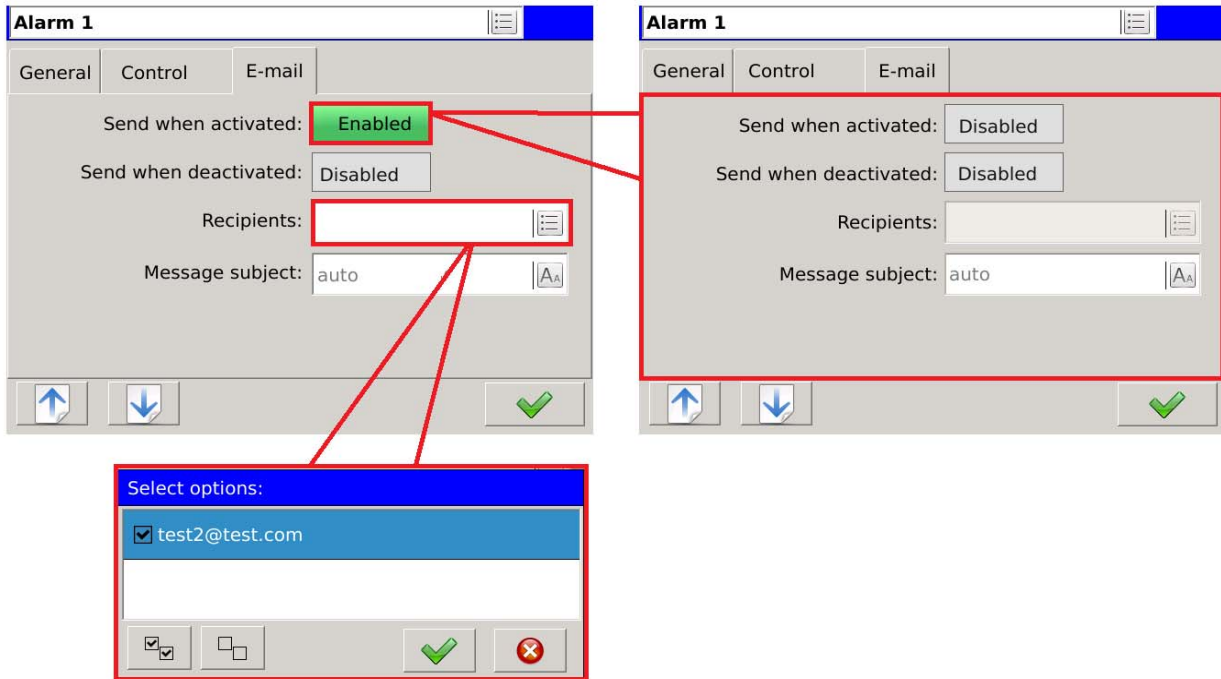 Alarm 1
General Control E-mail
Send when activated: Enabled
Send when deactivated: Disabled
Recipients:
Message subject: auto
Alarm 1
General Control E-mail
Send when activated: Disabled
Send when deactivated: Disabled
Recipients:
Message subject: auto
Select options:
test2@test.com